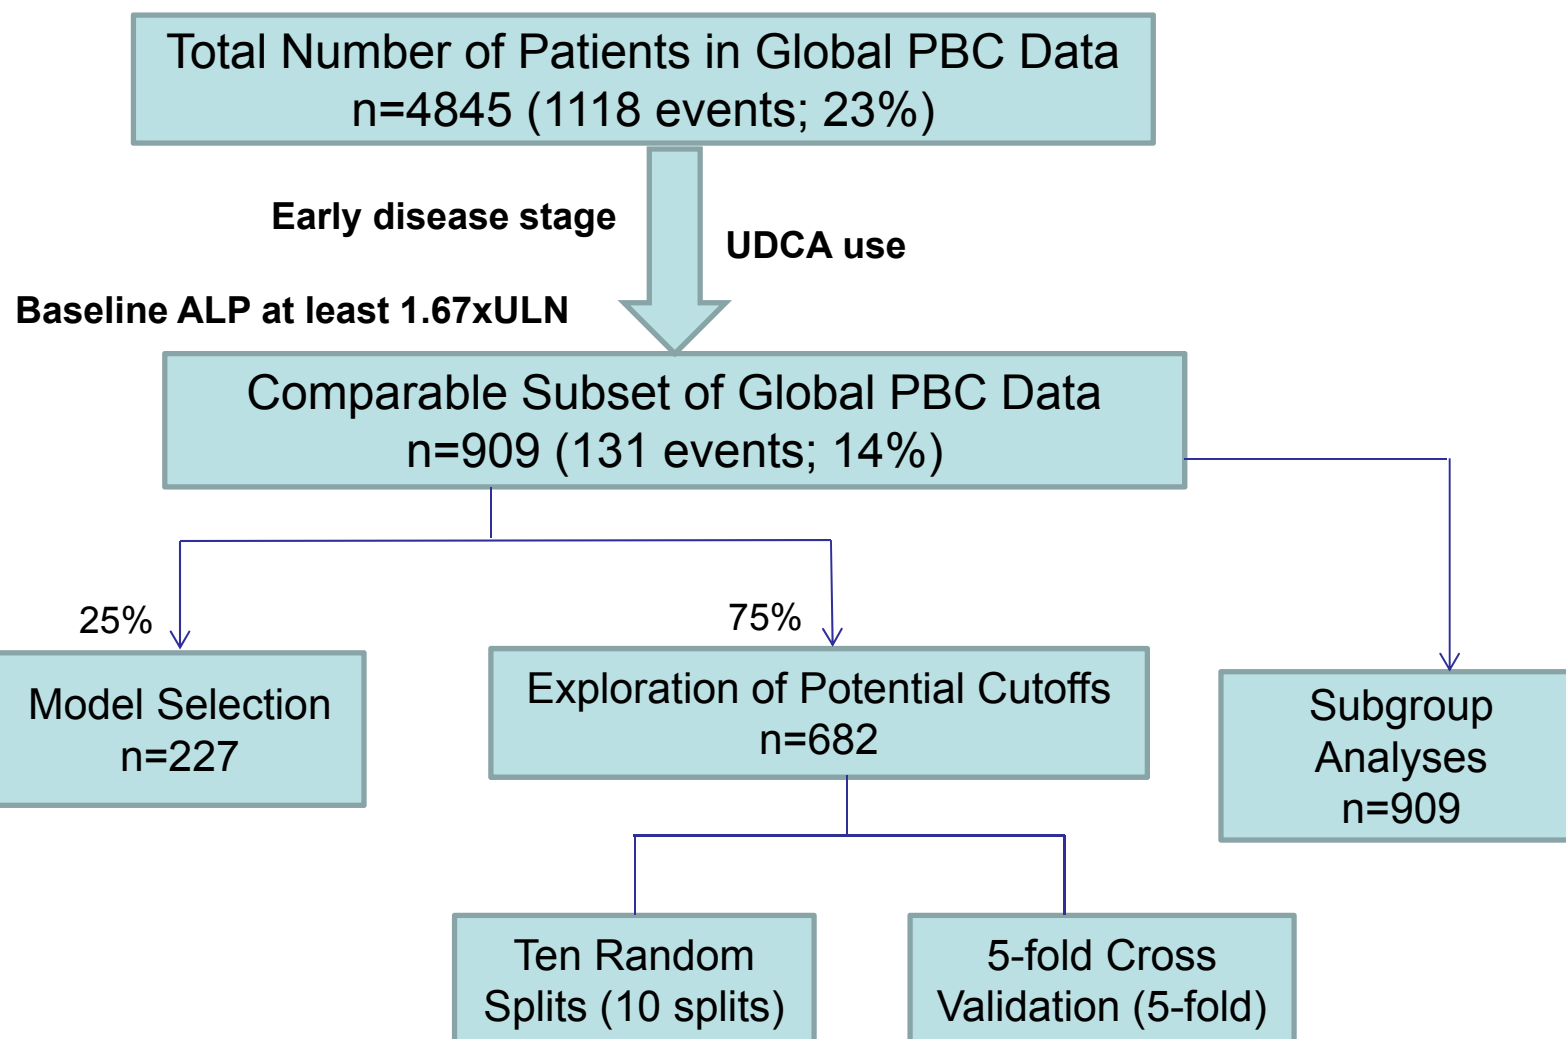 Total Number of Patients in Global PBC Data
n=4845 (1118 events; 23%)
Early disease stage
UDCA use
Baseline ALP at least 1.67xULN
Comparable Subset of Global PBC Data
n=909 (131 events; 14%)
25%
75%
Model Selection
n=227
Exploration of Potential Cutoffs
n=682
Subgroup
Analyses
n=909
Ten Random
Splits (10 splits)
5-fold Cross
Validation (5-fold)